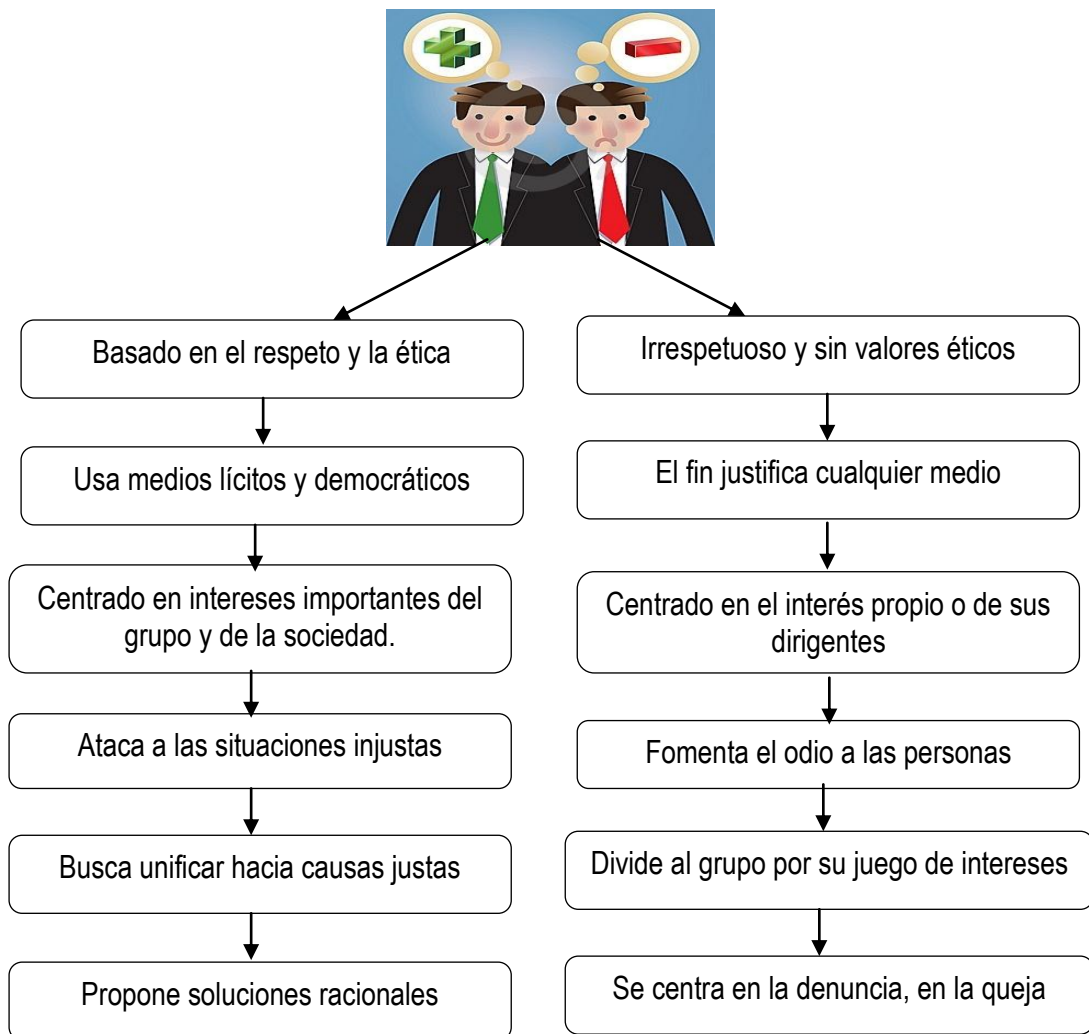 Basado en el respeto y la ética
Usa medios lícitos y democráticos
Centrado en intereses importantes del
grupo y de la sociedad.
Ataca a las situaciones injustas
Busca unificar hacia causas justas
Propone soluciones racionales
Irrespetuoso y sin valores éticos
El fin justifica cualquier medio
Centrado en el interés propio o de sus
dirigentes
Fomenta el odio a las personas
Divide al grupo por su juego de intereses
Se centra en la denuncia, en la queja